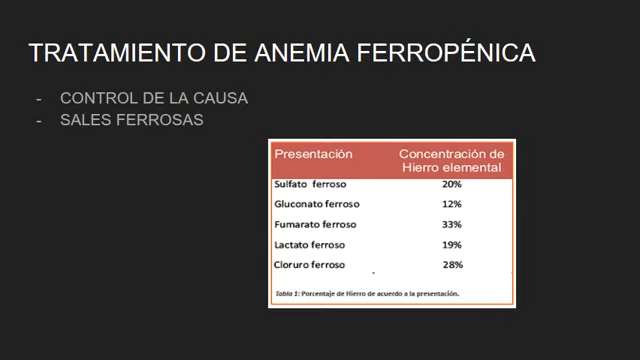 TRATAMIENTO DE ANEMIA FERROPÉNICA
- CONTROL DE LA CAUSA
- SALES FERROSAS
Presentación Concentración de
Hierro elemental
Sulfato ferroso 20%
Gluconato ferroso 12%
Fumarato ferroso 33%
Lactato ferroso 19%
Cloruro ferroso 28%
Tabla 1: Porcentaje de Hierro de acuerdo a la presentación.